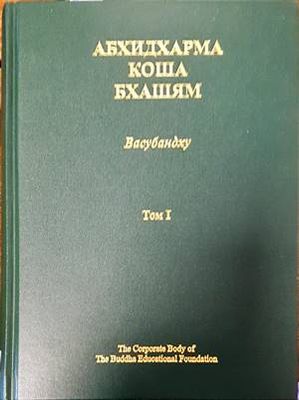 АБХИДХАРМА
КОША
БХАШЯМ
Васубандху
Том I
The Corporate Body of
The Buddha Educational Foundation